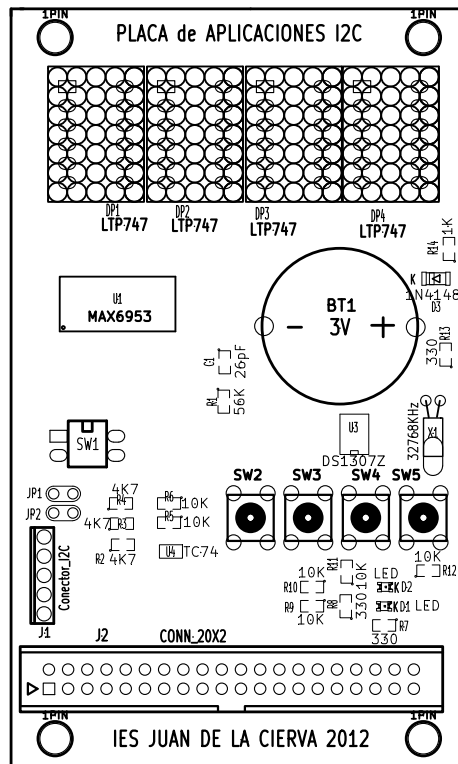 1PIN 1PIN
PLACA de APLICACIONES I2C
DP1 DP2 DP3 DP4
LTP747 LTP747 LTP747 LTP747
R14 1K
K 1N4148
D3
U1
MAX6953
BT1
- 3V +
R13 330
C1 26pF
R1 56K
32768KHz
X1
U3
DS1307Z
SW1
SW2 SW3 SW4 SW5
JP1
JP2
4K7
R4 R6 10K
4K7 R3 R5 10K
R2 4K7
U4 TC74
Conector_I2C
J1
R11 10K
10K R12
10K
R10
R9
10K
R8 330
LED
K D2
K D1 LED
R7
330
J2 CONN_20X2
1PIN 1PIN
IES JUAN DE LA CIERVA 2012